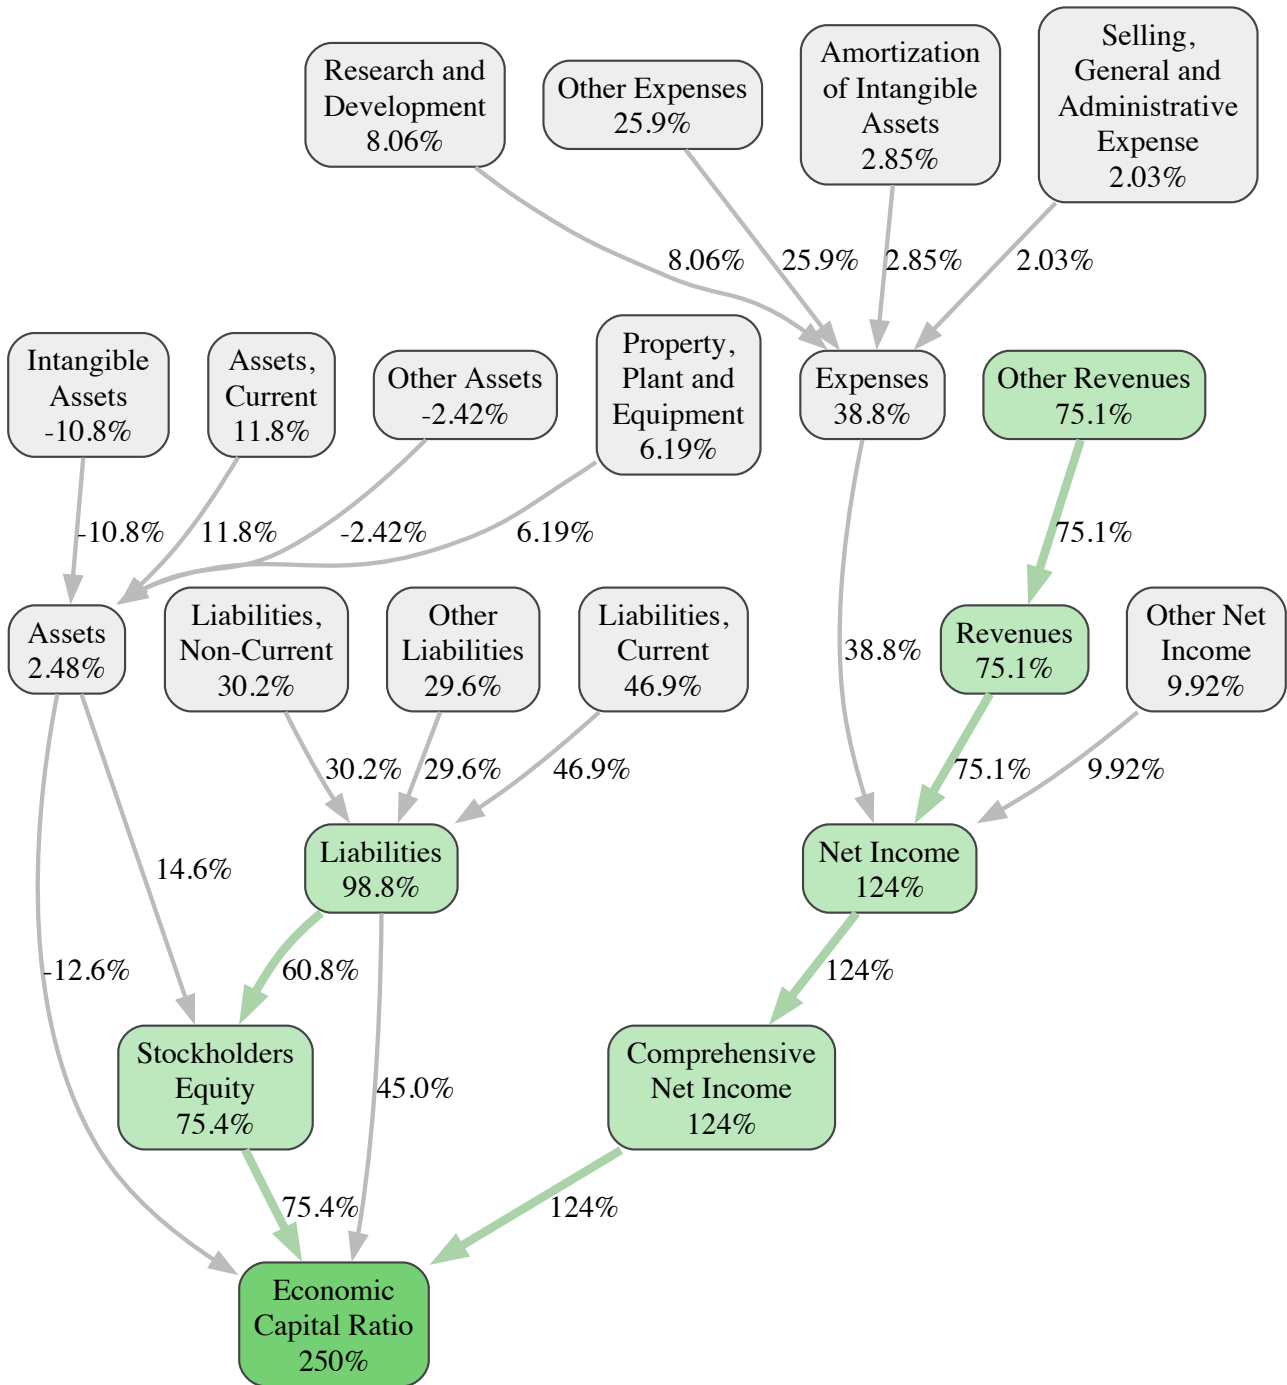 Selling,
General and
Administrative
Expense
2.03%
Amortization
of Intangible
Assets
2.85%
Research and
Development
8.06%
Other Expenses
25.9%
8.06%
25.9%
2.85%
2.03%
Intangible
Assets
-10.8%
Assets,
Current
11.8%
Other Assets
-2.42%
Property,
Plant and
Equipment
6.19%
Expenses
38.8%
Other Revenues
75.1%
-10.8%
11.8%
-2.42%
6.19%
75.1%
Assets
2.48%
Liabilities,
Non-Current
30.2%
Other
Liabilities
29.6%
Liabilities,
Current
46.9%
38.8%
Revenues
75.1%
Other Net
Income
9.92%
30.2%
29.6%
46.9%
75.1%
9.92%
14.6%
Liabilities
98.8%
Net Income
124%
-12.6%
60.8%
124%
Stockholders
Equity
75.4%
45.0%
Comprehensive
Net Income
124%
75.4%
124%
Economic
Capital Ratio
250%